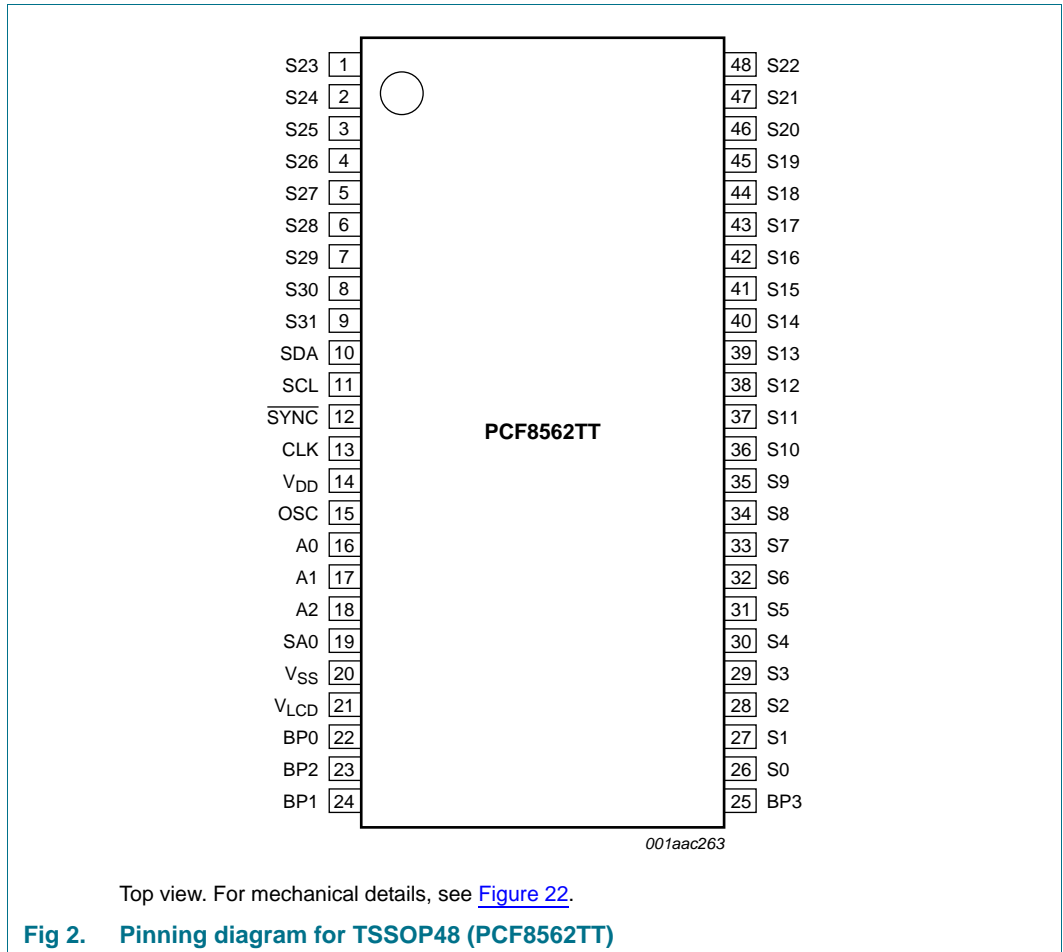 S23 1 48 S22
S24 2 47 S21
S25 3 46 S20
S26 4 45 S19
S27 5 44 S18
S28 6 43 S17
S29 7 42 S16
S30 8 41 S15
S31 9 40 S14
SDA 10 39 S13
SCL 11 38 S12
SYNC 12 37 S11
PCF8562TT
CLK 13 36 S10
VDD 14 35 S9
OSC 15 34 S8
A0 16 33 S7
A1 17 32 S6
A2 18 31 S5
SA0 19 30 S4
VSS 20 29 S3
VLCD 21 28 S2
BP0 22 27 S1
BP2 23 26 S0
BP1 24 25 BP3
001aac263
Top view. For mechanical details, see Figure 22.
Fig 2. Pinning diagram for TSSOP48 (PCF8562TT)